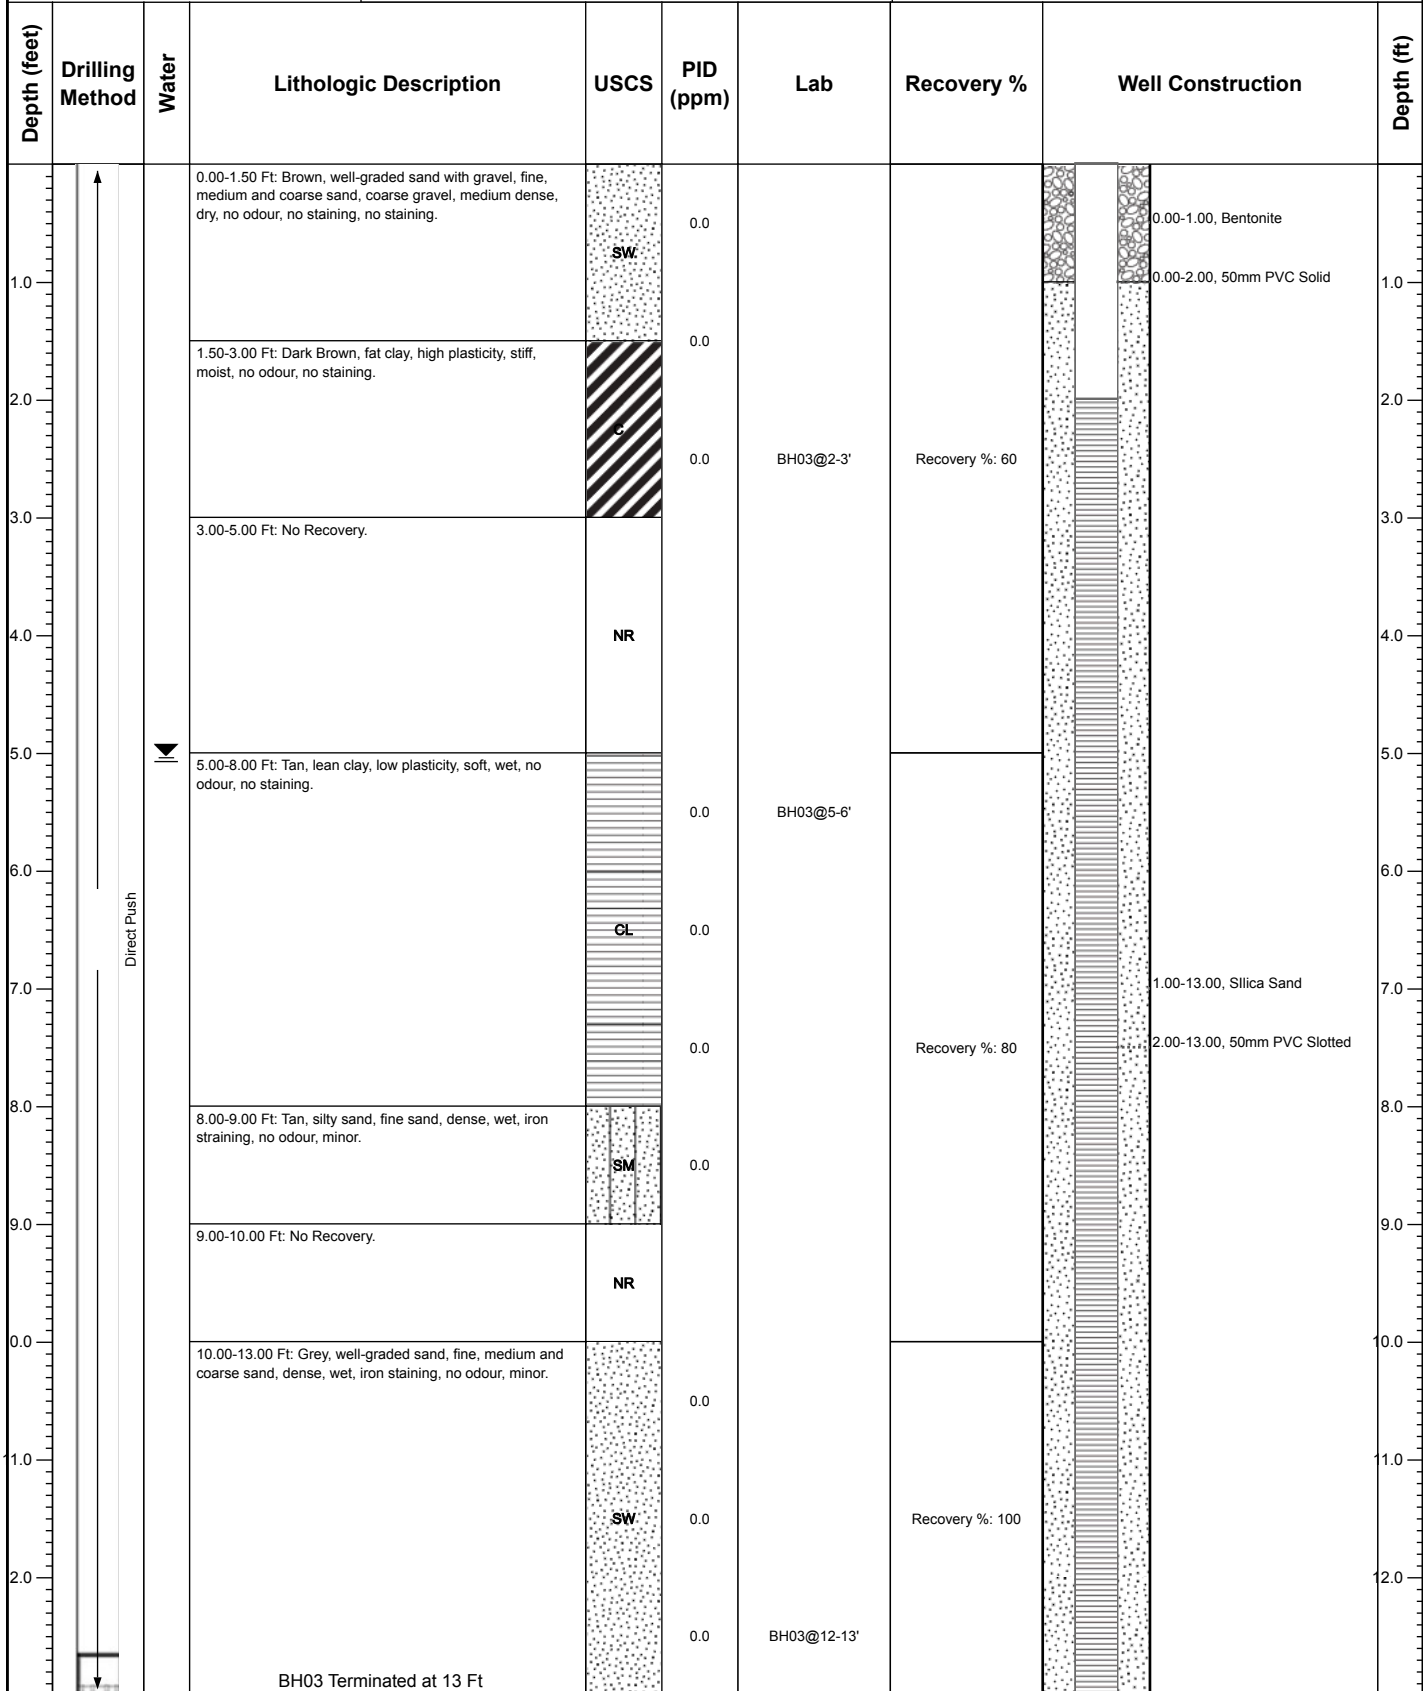 Depth (feet)
Drilling
Method
Water
Lithologic Description
USCS
PID
(ppm)
Lab
Recovery %
Well Construction
Depth (ft)
0.00-1.50 Ft: Brown, well-graded sand with gravel, fine,
medium and coarse sand, coarse gravel, medium dense,
dry, no odour, no staining, no staining.
0.0
0.00-1.00, Bentonite
SW
1.0
0.00-2.00, 50mm PVC Solid
1.0
0.0
1.50-3.00 Ft: Dark Brown, fat clay, high plasticity, stiff,
moist, no odour, no staining.
2.0
2.0
C
0.0
BH03@2-3'
Recovery %: 60
3.0
3.0
3.00-5.00 Ft: No Recovery.
4.0
NR
4.0
5.0
5.0
5.00-8.00 Ft: Tan, lean clay, low plasticity, soft, wet, no
odour, no staining.
0.0
BH03@5-6'
6.0
6.0
Direct Push
CL
0.0
7.0
1.00-13.00, SIlica Sand
7.0
0.0
Recovery %: 80
2.00-13.00, 50mm PVC Slotted
8.0
8.0
8.00-9.00 Ft: Tan, silty sand, fine sand, dense, wet, iron
straining, no odour, minor.
SM
0.0
9.0
9.0
9.00-10.00 Ft: No Recovery.
NR
0.0
10.0
10.00-13.00 Ft: Grey, well-graded sand, fine, medium and
coarse sand, dense, wet, iron staining, no odour, minor.
0.0
11.0
11.0
SW
0.0
Recovery %: 100
2.0
12.0
0.0
BH03@12-13'
BH03 Terminated at 13 Ft